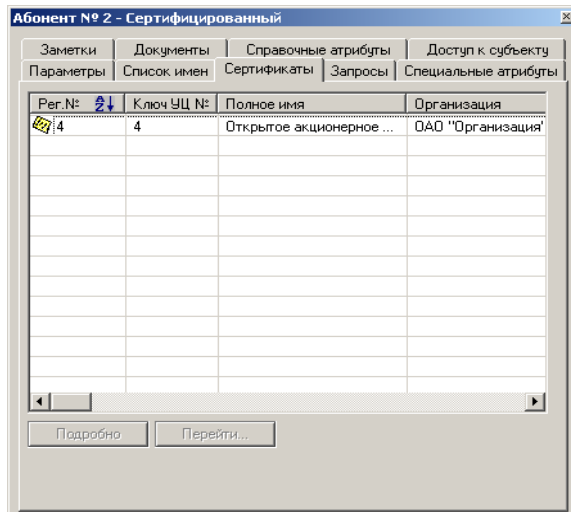 Абонент № 2 - Сертифицированный
Заметки Документы Справочные атрибуты Доступ к субъекту
Параметры Список имен Сертификаты Запросы Специальные атрибуты
Рег.№ Ключ УЦ № Полное имя Организация
4 4 Открытое акционерное ... ОАО "Организация"
Подробно Перейти...